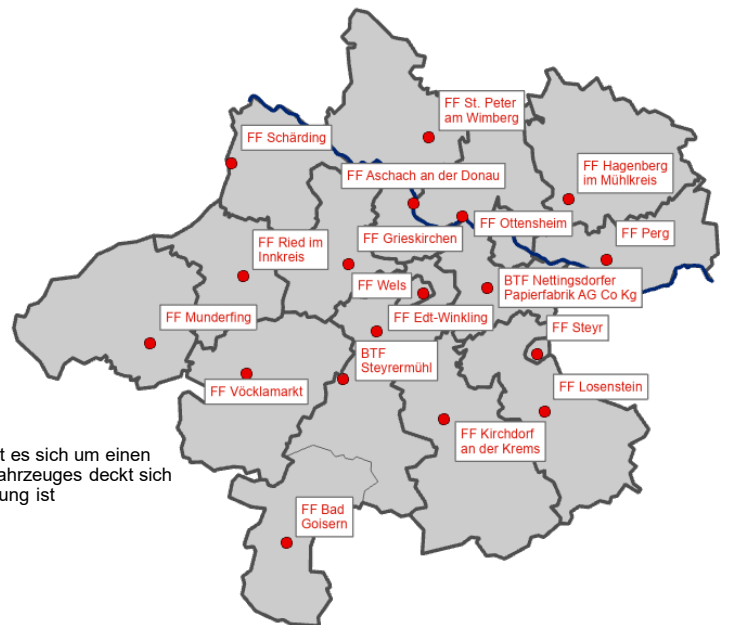 FF St. Peter
am Wimberg
FF Schärding
FF Hagenberg
im Mühlkreis
FF Aschach an der Donau
FF Ottensheim
FF Perg
FF Ried im
Innkreis
FF Grieskirchen
FF Wels
BTF Nettingsdorfer
Papierfabrik AG Co Kg
FF Munderfing
FF Edt-Winkling
FF Steyr
BTF
Steyrermühl
FF Vöcklamarkt
FF Losenstein
FF Kirchdorf
an der Krems
t es sich um einen
ahrzeuges deckt sich
ung ist
FF Bad
Goisern